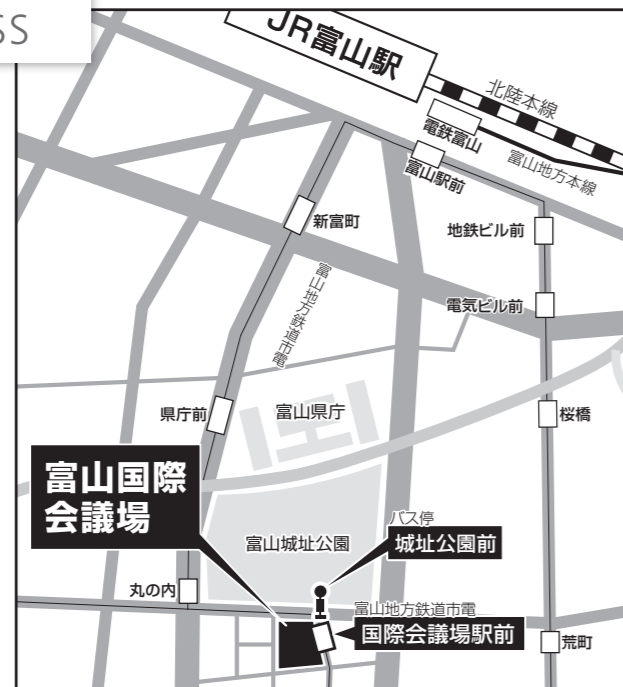 SS
JR富山駅
北陸本線
電鉄富山
富山地方本線
富山駅前
新富町
地鉄ビル前
富山地方鉄道市電
電気ビル前
県庁前
富山県庁
桜橋
富山国際
会議場
バス停
城址公園前
富山城址公園
丸の内
富山地方鉄道市電
国際会議場駅前
荒町